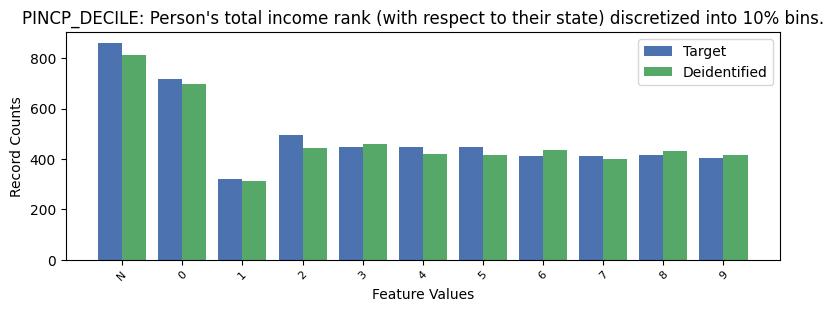 PINCP_DECILE: Person's total income rank (with respect to their state) discretized into 10% bins.
Target
Deidentified
800
600
400
200
0
Record Counts
N 0 1 2 3 4 5 6 7 8 9
Feature Values